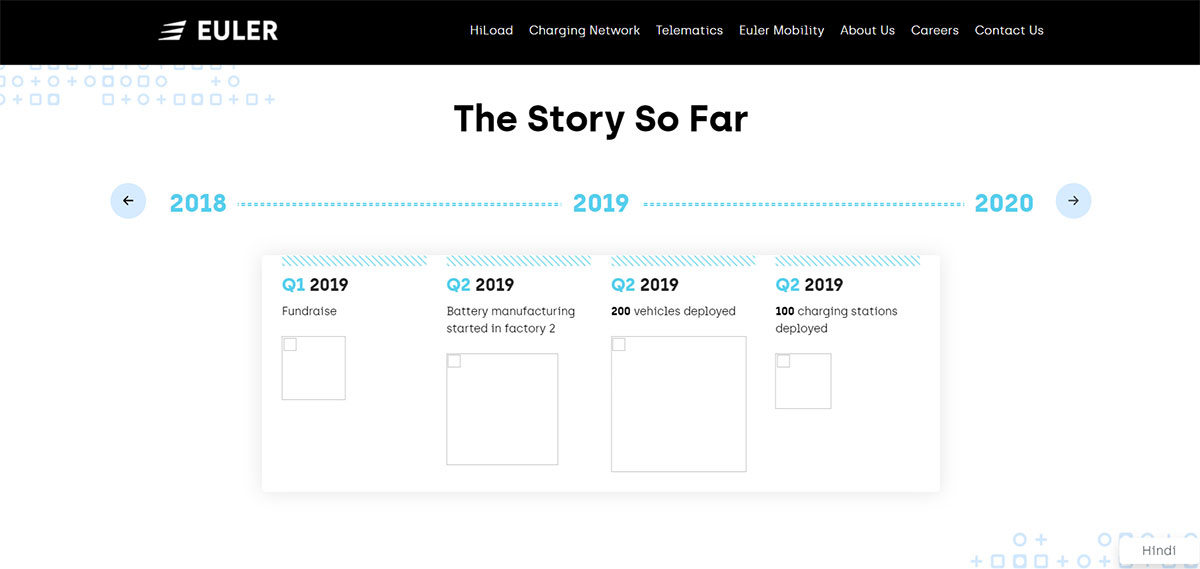 EULER
HiLoad Charging Network Telematics Euler Mobility About Us Careers Contact Us
The Story So Far
2018 2019 2020
Q1 2019
Fundraise
Q2 2019
Battery manufacturing
started in factory 2
Q2 2019
200 vehicles deployed
Q2 2019
100 charging stations
deployed
Hindi